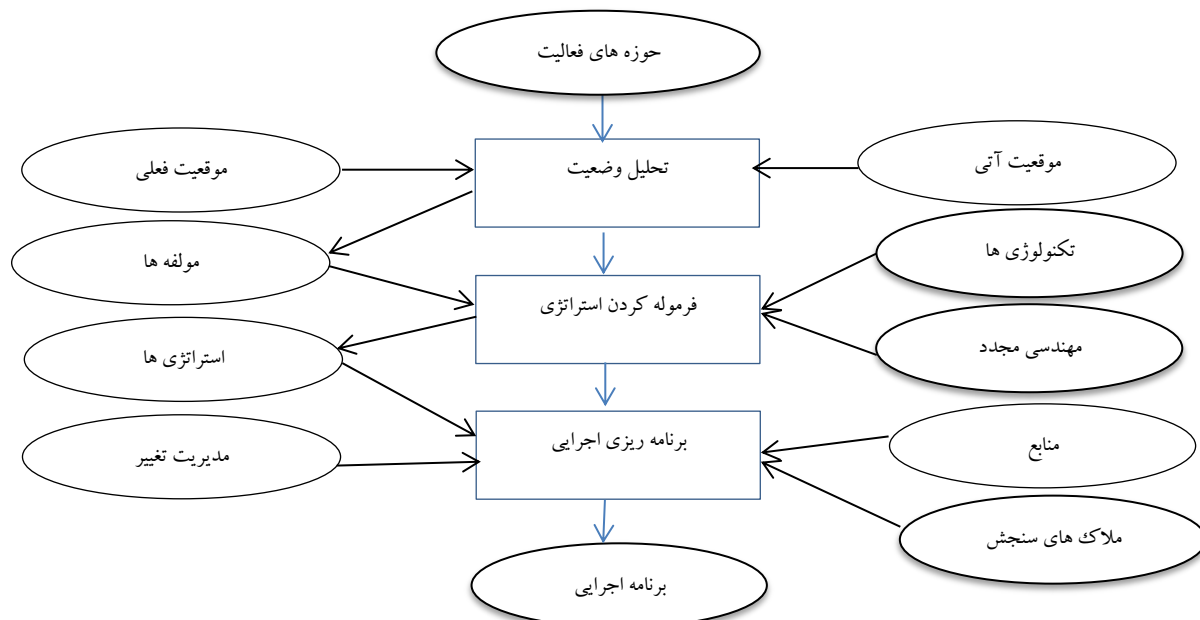 حوزه های فعالیت
موقعیت آتی
تحلیل وضعیت
موقعیت فعلی
تکنولوژی ها
مولفه ها
فرموله کردن استراتژی
مهندسی مجدد
استراتژی ها
منابع
برنامه ریزی اجرایی
مدیریت تغییر
ملاک های سنجش
برنامه اجرایی